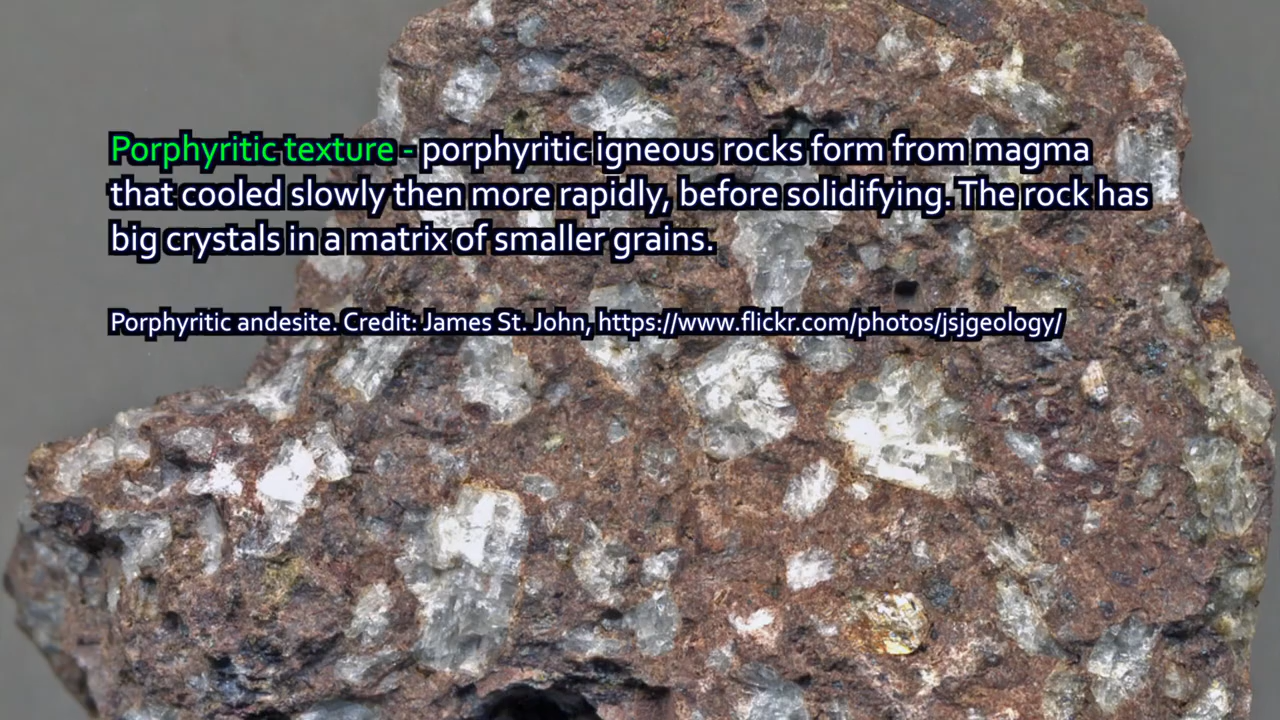 Porphyritic texture - porphyritic igneous rocks form from magma
that cooled slowly then more rapidly, before solidifying. The rock has
big crystals in a matrix of smaller grains.
Porphyritic andesite. Credit: James St. John, https://www.flickr.com/photos/jsjgeology/